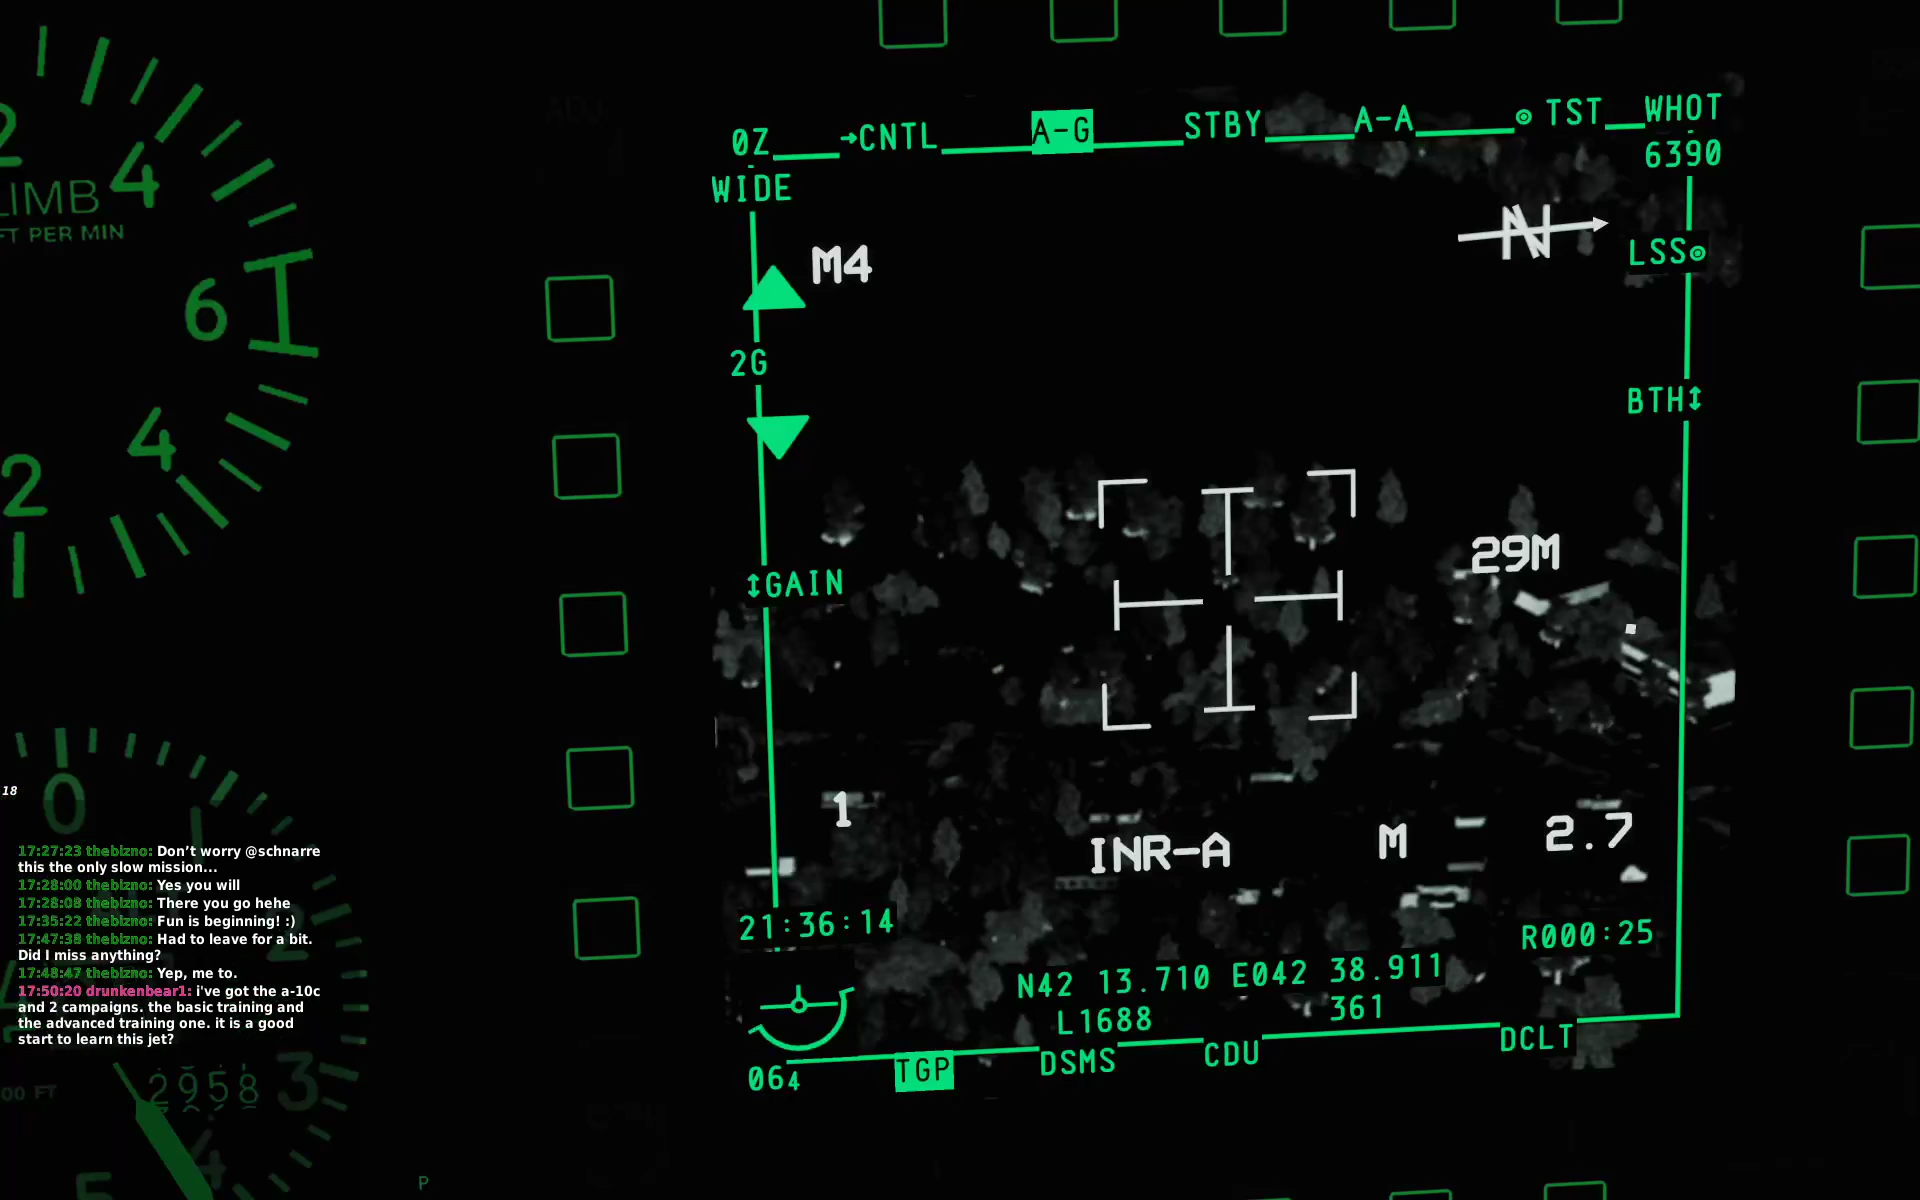 0Z →CNTL A-G STBY A-A TST WHOT
6390
WIDE
M4
N
LSS
2G
BTH↕
29M
↕GAIN
1
INR-A M 2.7
21:36:14
R000:25
N42 13.710 E042 38.911
L1688 361
064 TGP DSMS CDU DCLT
2
4
LIMB
FT PER MIN
6
4
2
18
0
17:27:23 thebizno: Don't worry @schnarre
this the only slow mission...
17:28:00 thebizno: Yes you will
17:28:08 thebizno: There you go hehe
17:35:22 thebizno: Fun is beginning! :)
17:47:38 thebizno: Had to leave for a bit.
Did I miss anything?
17:48:47 thebizno: Yep, me to.
17:50:20 drunkenbear1: i've got the a-10c
and 2 campaigns. the basic training and
the advanced training one. it is a good
start to learn this jet?
2
00 FT
2958
3
4
5
P